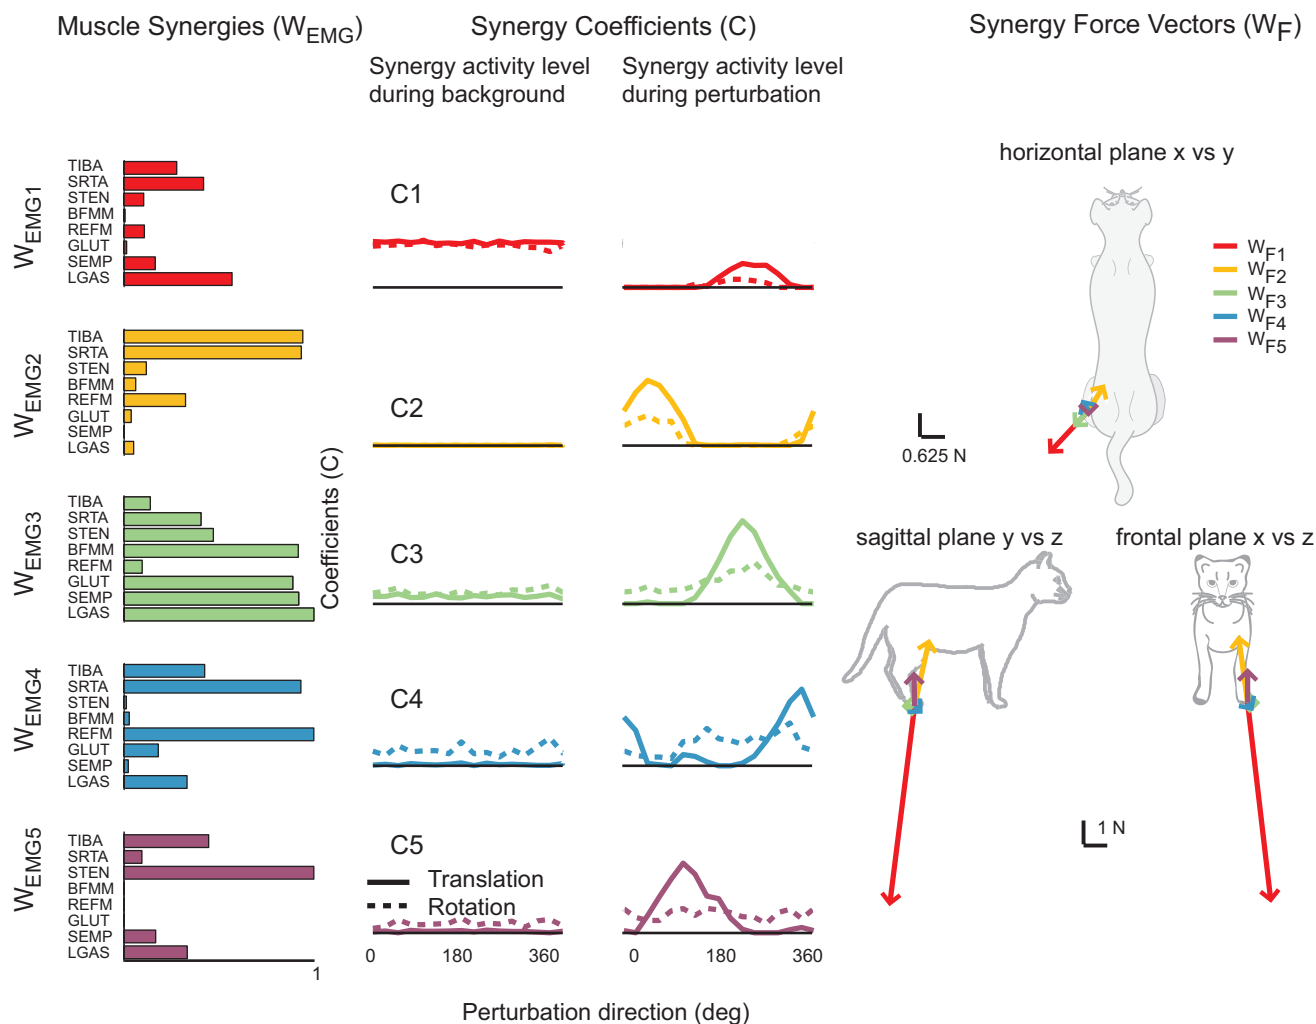 Muscle Synergies (WEMG)
Synergy Coefficients (C)
Synergy Force Vectors (WF)
Synergy activity level
during background
Synergy activity level
during perturbation
WEMG1
TIBA
SRTA
STEN
BFMM
REFM
GLUT
SEMP
LGAS
C1
WEMG2
TIBA
SRTA
STEN
BFMM
REFM
GLUT
SEMP
LGAS
C2
WEMG3
TIBA
SRTA
STEN
BFMM
REFM
GLUT
SEMP
LGAS
Coefficients (C)
C3
WEMG4
TIBA
SRTA
STEN
BFMM
REFM
GLUT
SEMP
LGAS
C4
WEMG5
TIBA
SRTA
STEN
BFMM
REFM
GLUT
SEMP
LGAS
1
C5
Translation
Rotation
0 180 360
0 180 360
Perturbation direction (deg)
horizontal plane x vs y
WF1
WF2
WF3
WF4
WF5
0.625 N
sagittal plane y vs z
frontal plane x vs z
1 N